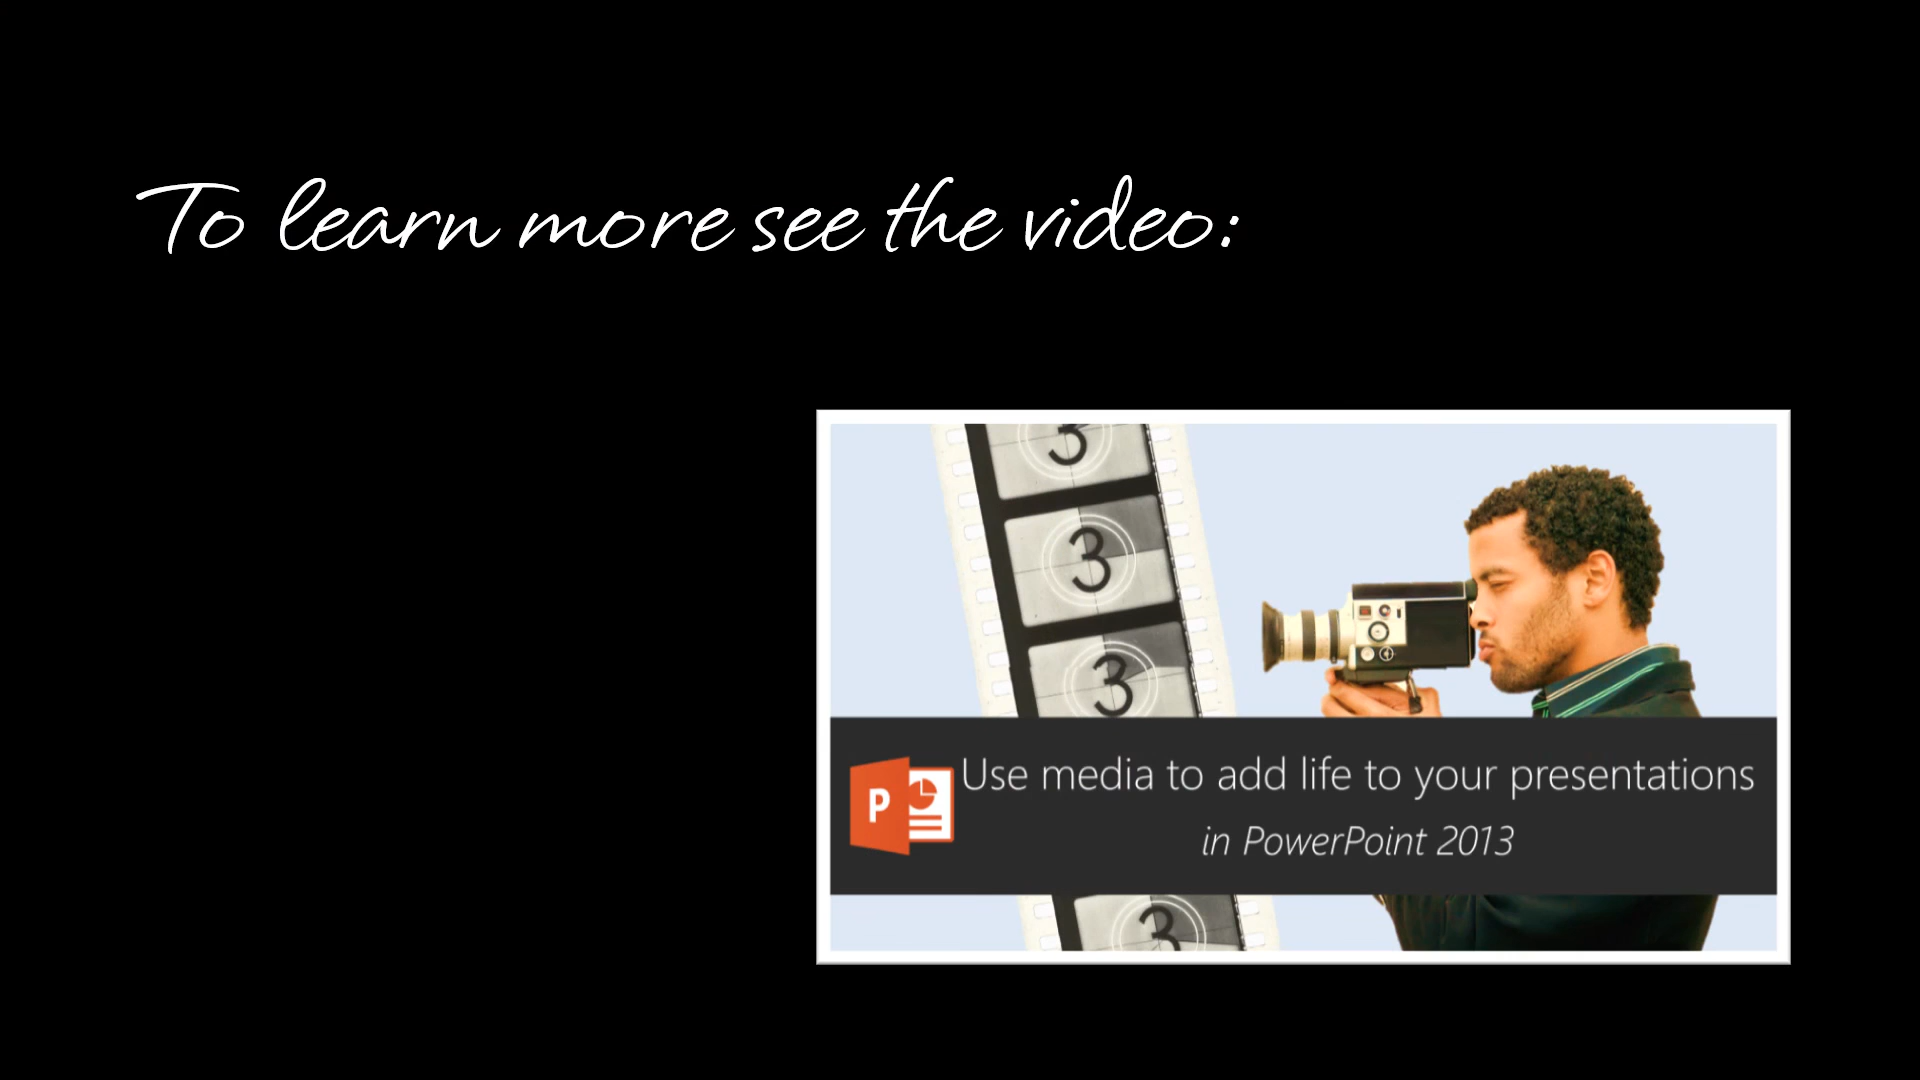 To learn more see the video:
3
3
3
P
Use media to add life to your presentations
in PowerPoint 2013
3